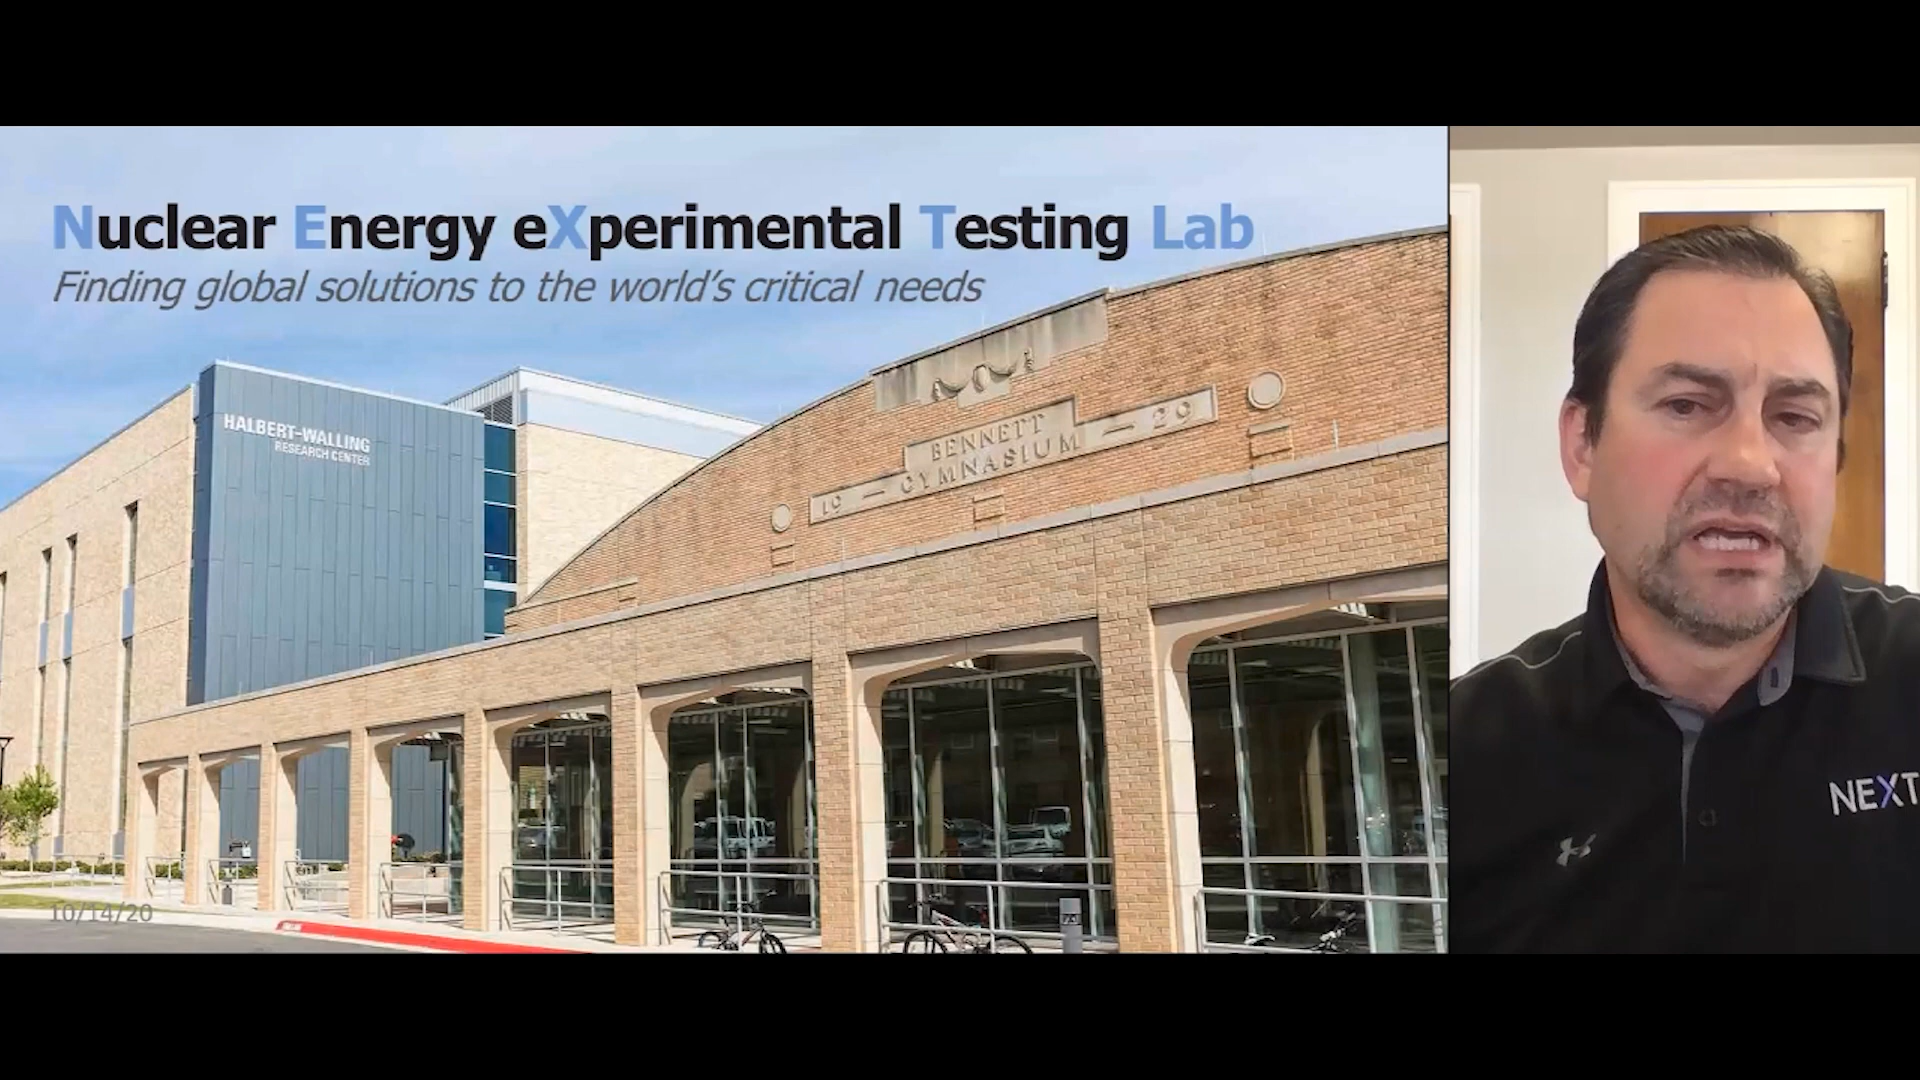 Nuclear Energy eXperimental Testing Lab
Finding global solutions to the world's critical needs
HALBERT-WALLING
RESEARCH CENTER
BENNETT
19 — GYMNASIUM — 29
NEXT
10/14/20